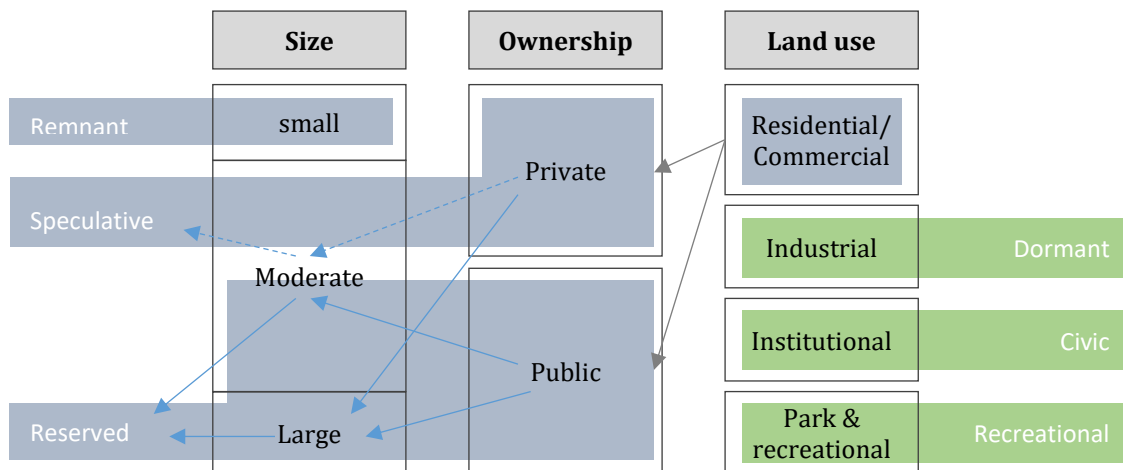 Size
Ownership
Land use
Remnant
small
Residential/
Commercial
Private
Speculative
Industrial
Dormant
Moderate
Institutional
Civic
Public
Reserved
Large
Park &
recreational
Recreational